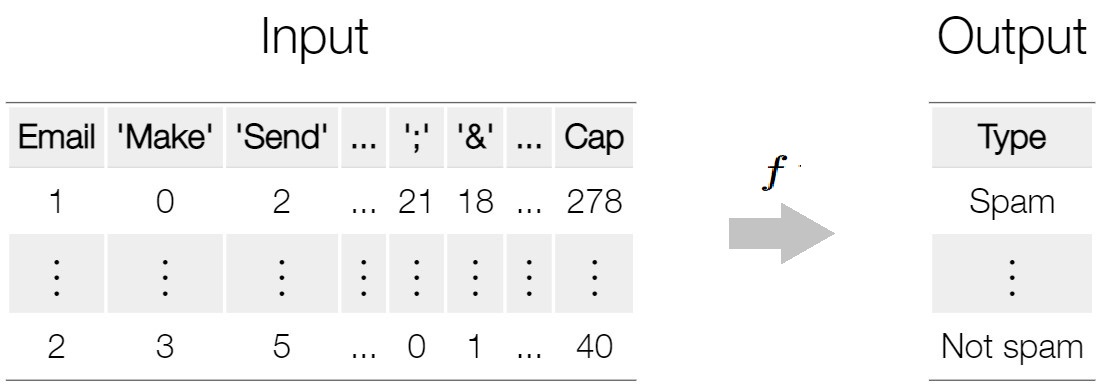 Input Output
Email 'Make' 'Send' ... ';' '&' ... Cap Type
f
1 0 2 ... 21 18 ... 278 Spam
⋮ ⋮ ⋮ ⋮ ⋮ ⋮ ⋮ ⋮ ⋮
2 3 5 ... 0 1 ... 40 Not spam